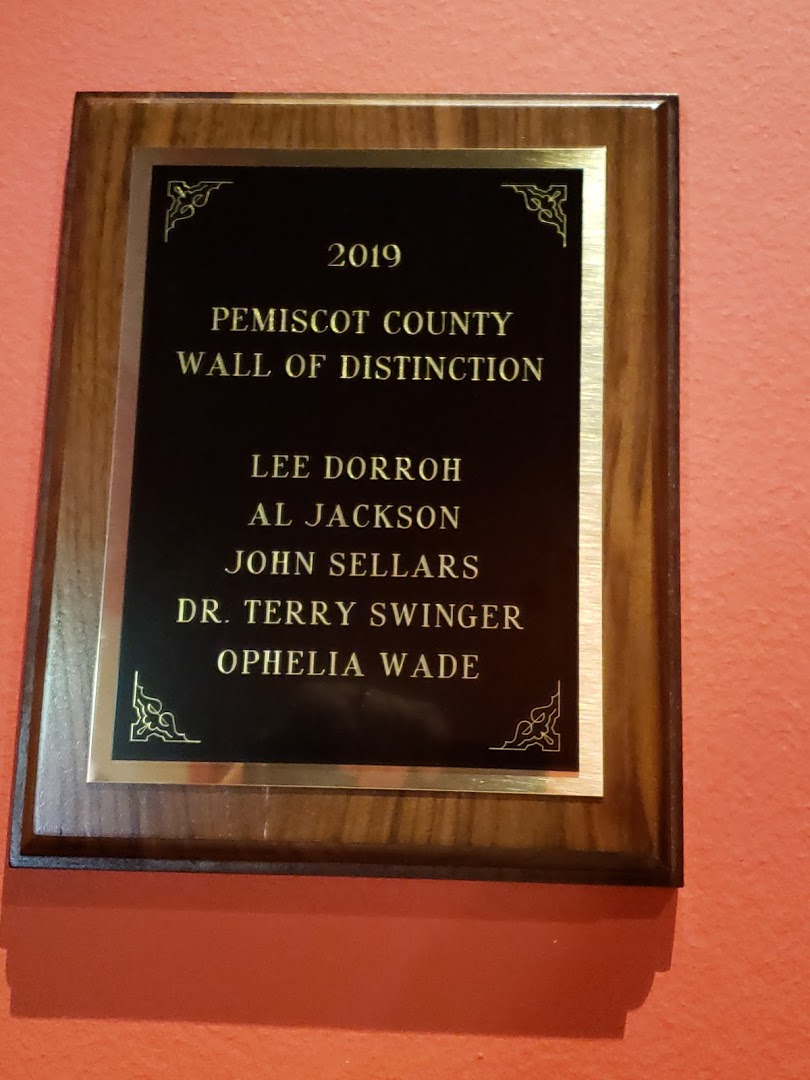 2019
PEMISCOT COUNTY
WALL OF DISTINCTION
LEE DORROH
AL JACKSON
JOHN SELLARS
DR. TERRY SWINGER
OPHELIA WADE